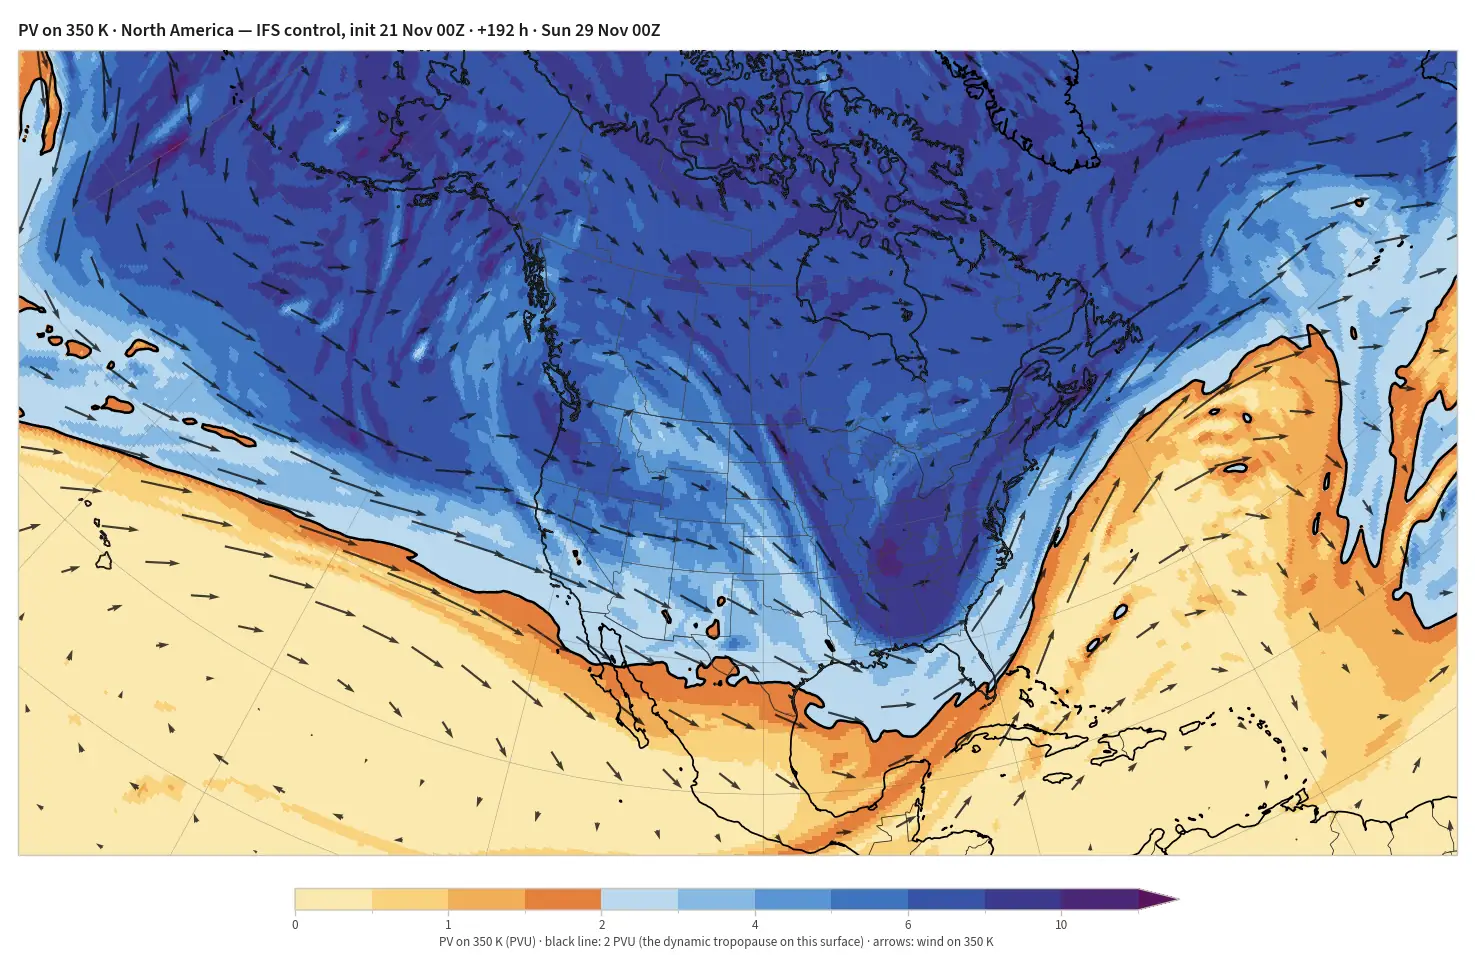 PV on 350 K · North America — IFS control, init 21 Nov 00Z · +192 h · Sun 29 Nov 00Z
0 1 2 4 6 10
PV on 350 K (PVU) · black line: 2 PVU (the dynamic tropopause on this surface) · arrows: wind on 350 K